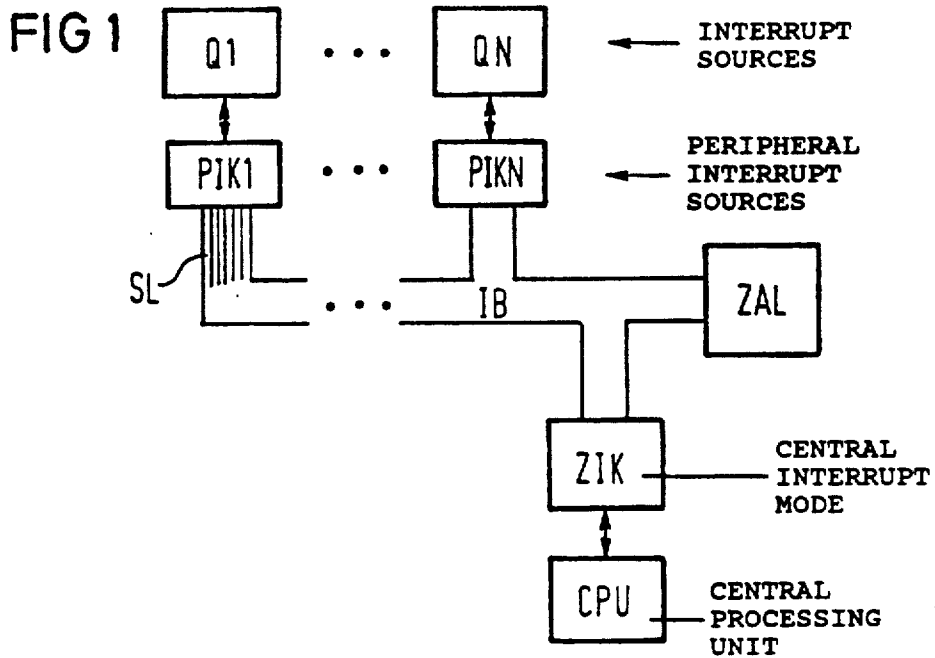 FIG 1
Q1
• • •
QN
INTERRUPT
SOURCES
PIK1
• • •
PIKN
PERIPHERAL
INTERRUPT
SOURCES
SL
• • •
IB
ZAL
ZIK
CENTRAL
INTERRUPT
MODE
CPU
CENTRAL
PROCESSING
UNIT